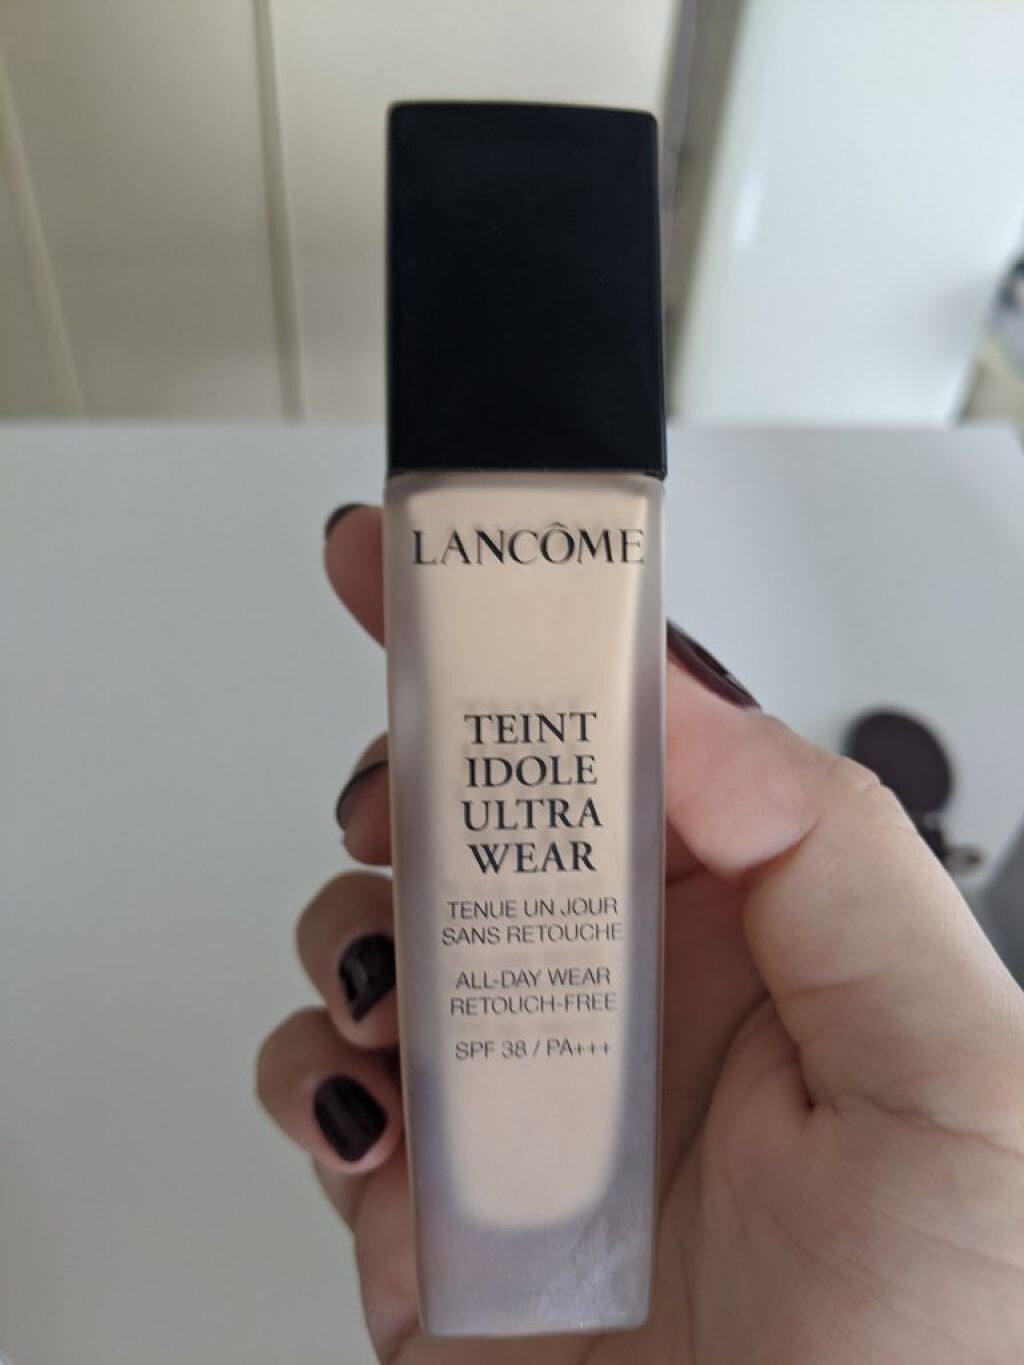 LANCÔME
TEINT
IDOLE
ULTRA
WEAR
TENUE UN JOUR
SANS RETOUCHE
ALL-DAY WEAR
RETOUCH-FREE
SPF 38 / PA+++